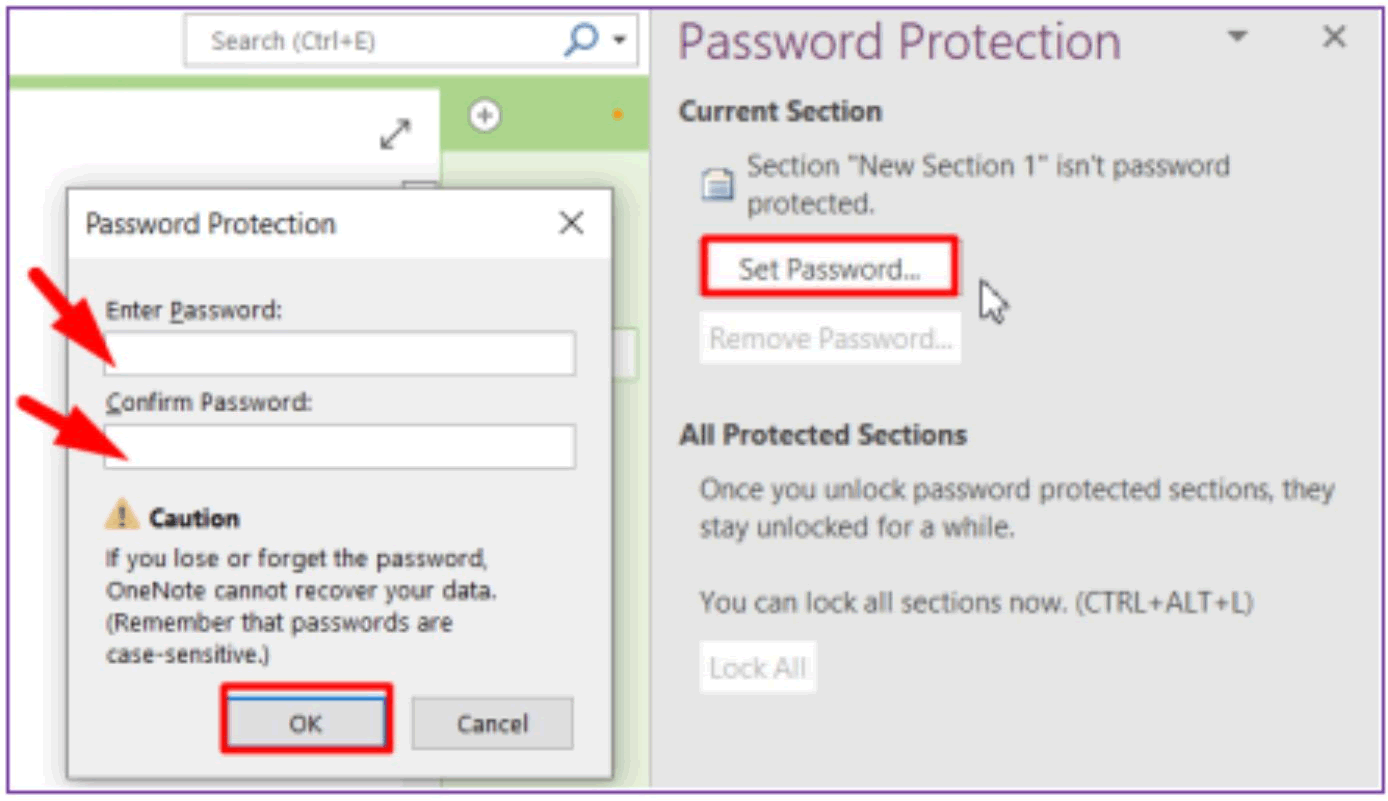 Search (Ctrl+E)
Password Protection
Current Section
Section "New Section 1" isn't password
protected.
Set Password...
Remove Password...
All Protected Sections
Once you unlock password protected sections, they
stay unlocked for a while.
You can lock all sections now. (CTRL+ALT+L)
Lock All
Password Protection
Enter Password:
Confirm Password:
Caution
If you lose or forget the password,
OneNote cannot recover your data.
(Remember that passwords are
case-sensitive.)
OK
Cancel